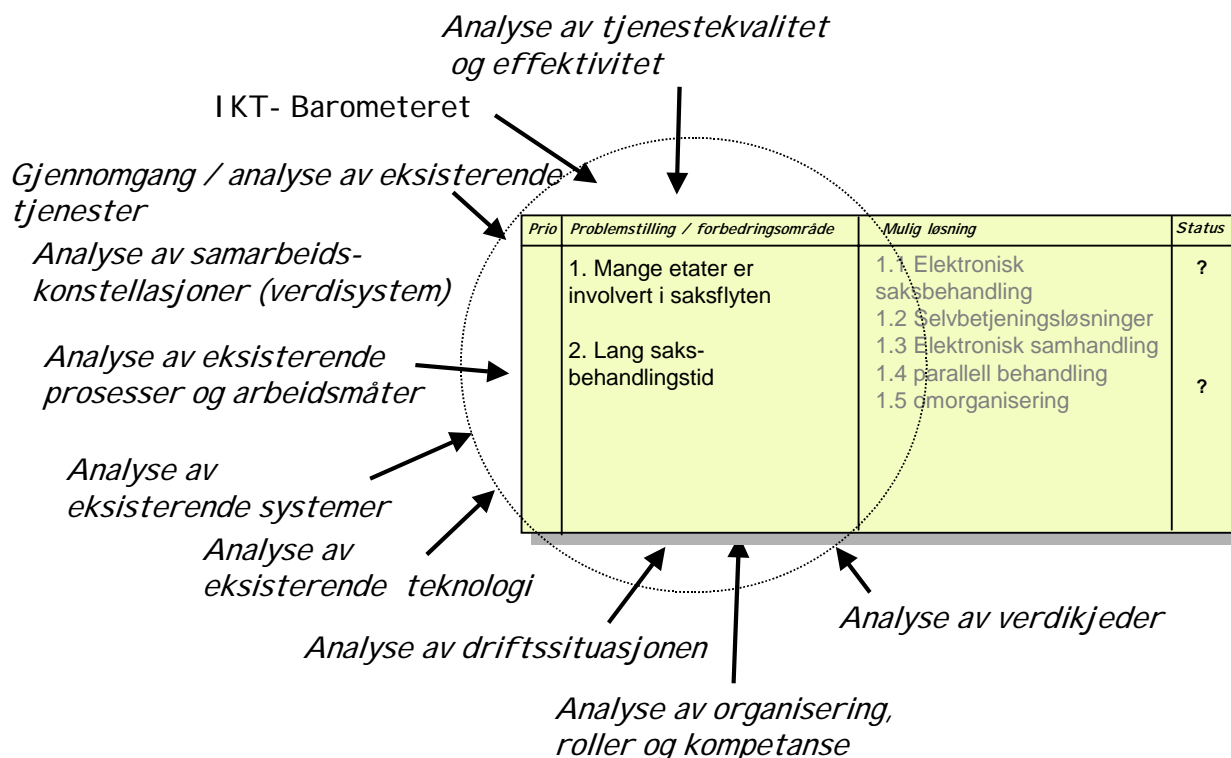 Analyse av tjenestekvalitet
og effektivitet
IKT- Barometeret
Gjennomgang / analyse av eksisterende
tjenester
Analyse av samarbeids-
konstellasjoner (verdisystem)
Analyse av eksisterende
prosesser og arbeidsmåter
Analyse av
eksisterende systemer
Analyse av
eksisterende teknologi
Analyse av driftssituasjonen
Analyse av organisering,
roller og kompetanse
Analyse av verdikjeder
Prio Problemstilling / forbedringsområde Mulig løsning Status
1. Mange etater er
involvert i saksflyten
2. Lang saks-
behandlingstid
1.1 Elektronisk
saksbehandling
1.2 Selvbetjeningsløsninger
1.3 Elektronisk samhandling
1.4 parallell behandling
1.5 omorganisering
?
?